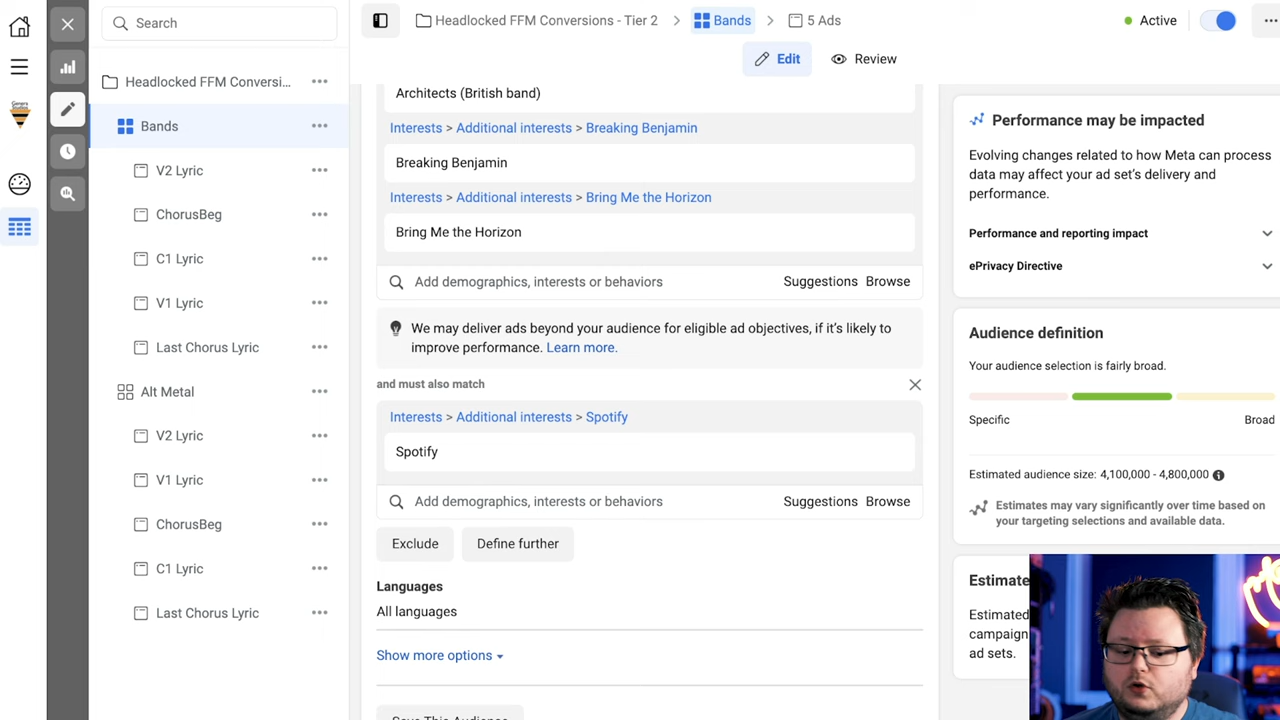 Search
Headlocked FFM Conversi...
Bands
V2 Lyric
ChorusBeg
C1 Lyric
V1 Lyric
Last Chorus Lyric
Alt Metal
V2 Lyric
V1 Lyric
ChorusBeg
C1 Lyric
Last Chorus Lyric
Headlocked FFM Conversions - Tier 2 > Bands > 5 Ads
Active
Edit
Review
Architects (British band)
Interests > Additional interests > Breaking Benjamin
Breaking Benjamin
Interests > Additional interests > Bring Me the Horizon
Bring Me the Horizon
Add demographics, interests or behaviors Suggestions Browse
We may deliver ads beyond your audience for eligible ad objectives, if it's likely to
improve performance. Learn more.
and must also match
Interests > Additional interests > Spotify
Spotify
Add demographics, interests or behaviors Suggestions Browse
Exclude
Define further
Languages
All languages
Show more options
Save This Audience
Performance may be impacted
Evolving changes related to how Meta can process
data may affect your ad set's delivery and
performance.
Performance and reporting impact
ePrivacy Directive
Audience definition
Your audience selection is fairly broad.
Specific
Broad
Estimated audience size: 4,100,000 - 4,800,000
Estimates may vary significantly over time based on
your targeting selections and available data.
Estimate
Estimated
campaign
ad sets.